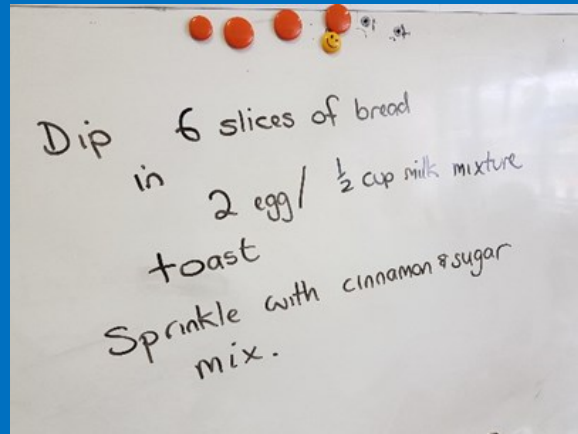 Dip 6 slices of bread
in
2 egg/ ½ cup milk mixture
toast
Sprinkle with cinnamon & sugar
mix.